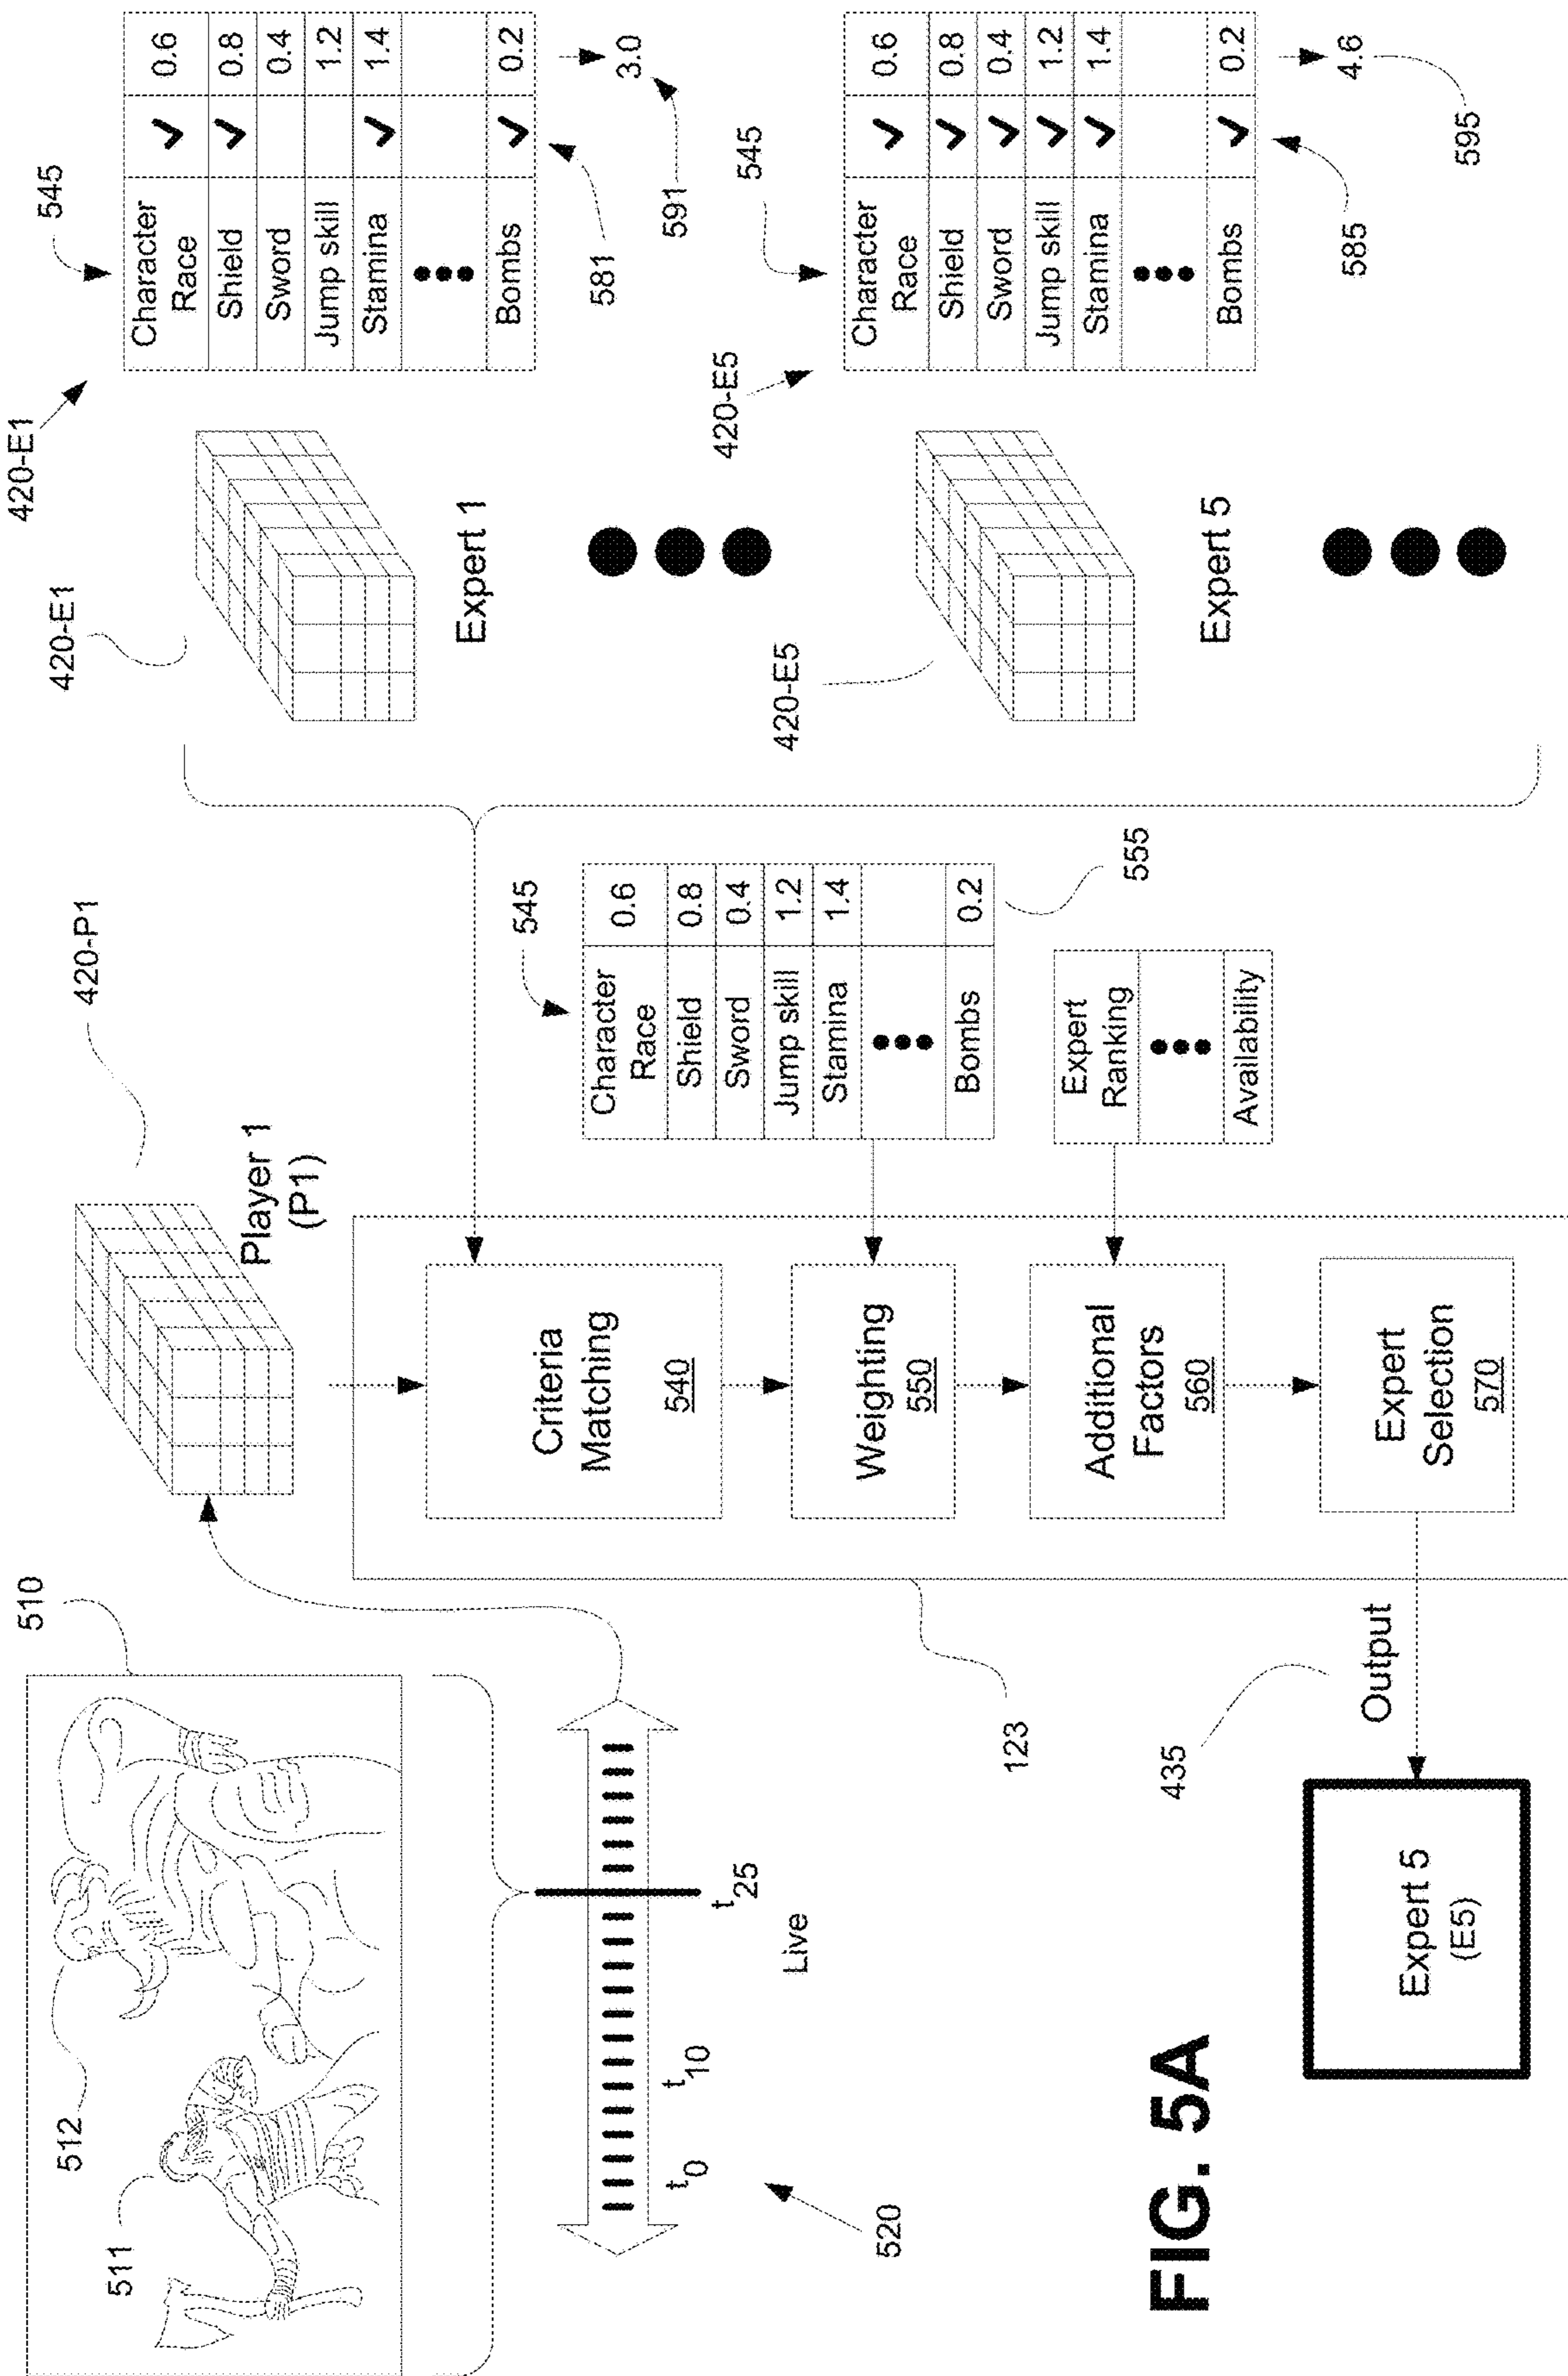 510
512
511
t0
t10
t25
Live
520
420-P1
Player 1
(P1)
Criteria
Matching
540
Weighting
550
Additional
Factors
560
Expert
Selection
570
123
545
Character
Race 0.6
Shield 0.8
Sword 0.4
Jump skill 1.2
Stamina 1.4
Bombs 0.2
555
Expert
Ranking
Availability
435
Output
Expert 5
(E5)
420-E1
Expert 1
420-E1
545
Character
Race ✓ 0.6
Shield ✓ 0.8
Sword 0.4
Jump skill 1.2
Stamina ✓ 1.4
Bombs ✓ 0.2
581
3.0
591
420-E5
Expert 5
420-E5
545
Character
Race ✓ 0.6
Shield ✓ 0.8
Sword ✓ 0.4
Jump skill ✓ 1.2
Stamina ✓ 1.4
Bombs ✓ 0.2
585
4.6
595
FIG. 5A